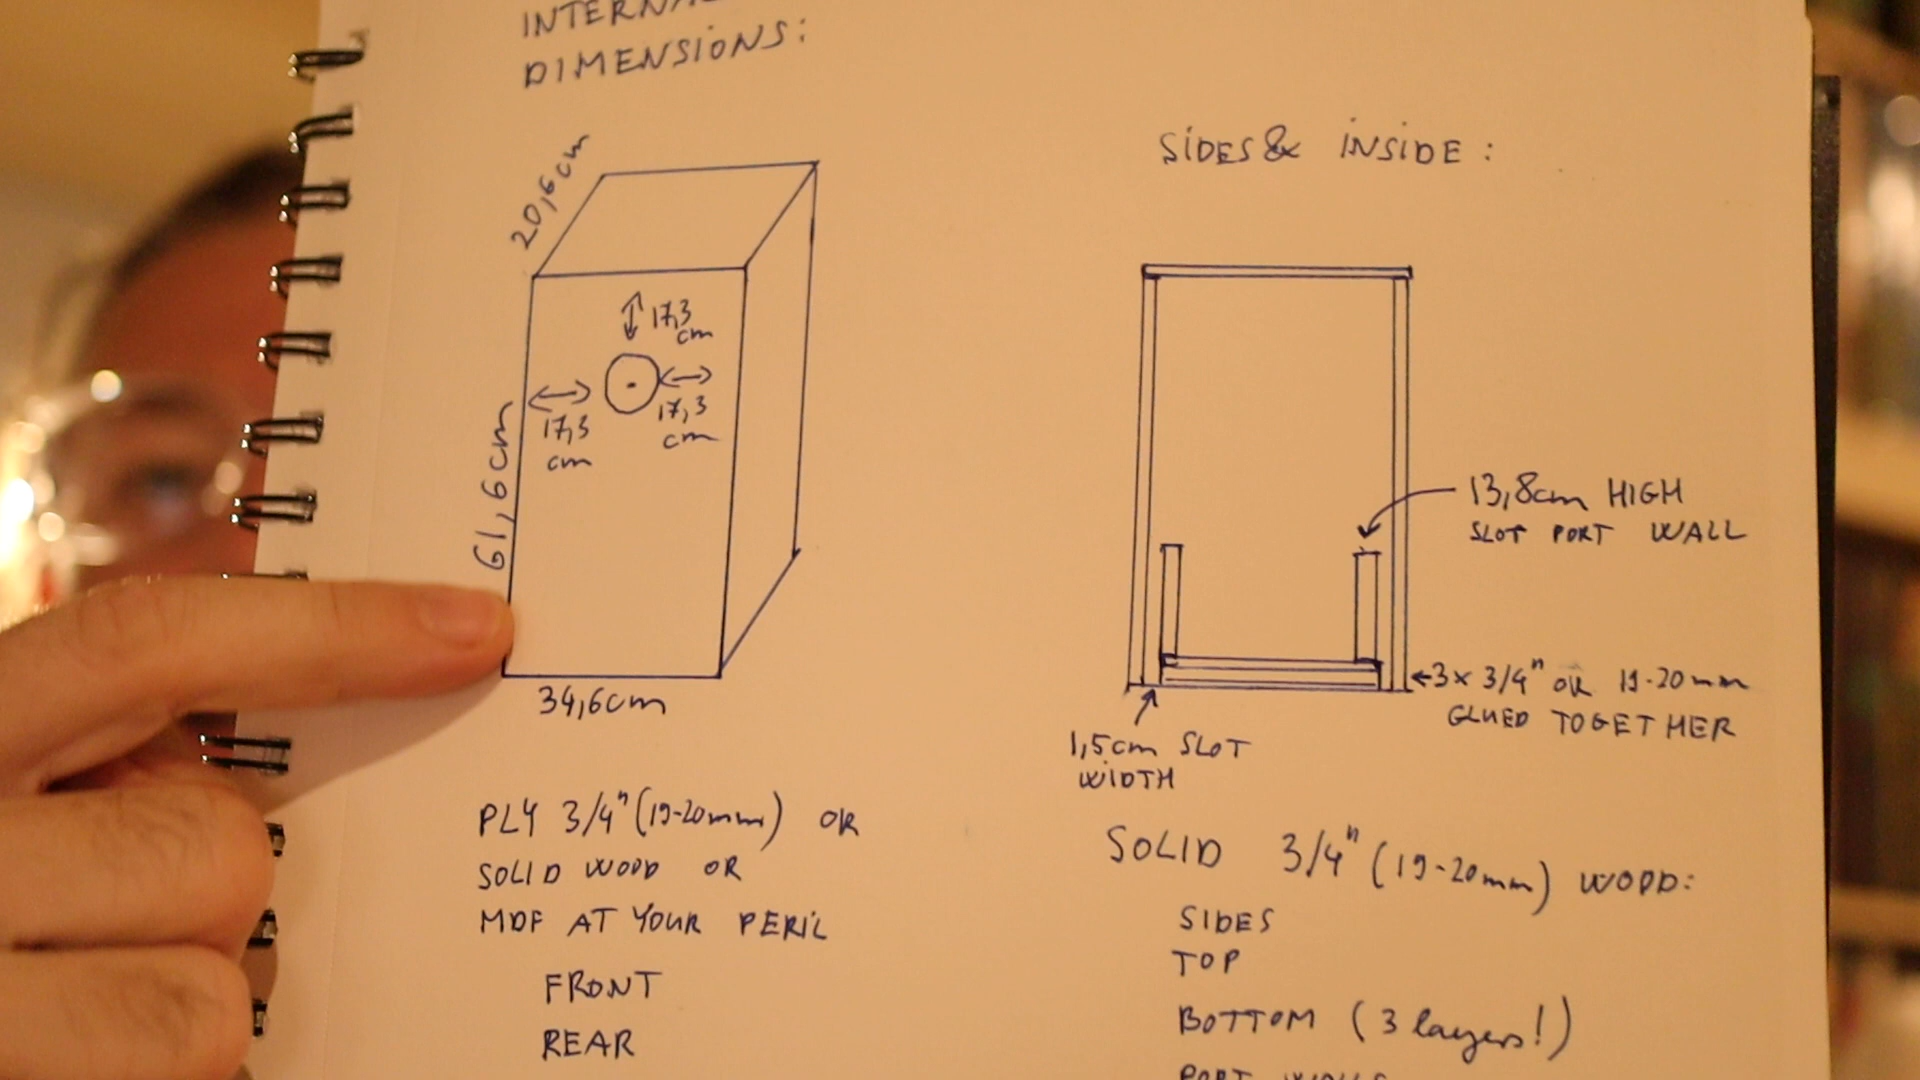 DIMENSIONS:
20,6cm
17,3
cm
17,3
cm
17,3
cm
61,6cm
34,6cm
PLY 3/4" (19-20mm) OR
SOLID WOOD OR
MDF AT YOUR PERIL
FRONT
REAR
SIDES & INSIDE:
13,8cm HIGH
SLOT PORT WALL
3x 3/4" OR 19-20mm
GLUED TOGETHER
1,5cm SLOT
WIDTH
SOLID 3/4" (19-20mm) WOOD:
SIDES
TOP
BOTTOM (3 layers!)